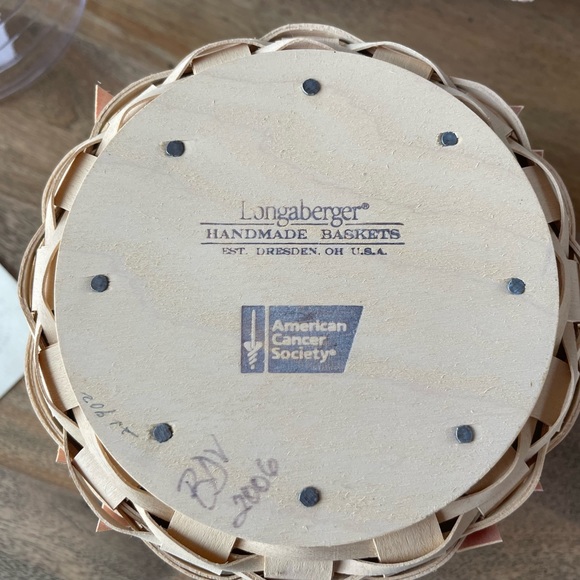 Longaberger®
HANDMADE BASKETS
EST. DRESDEN, OH U.S.A.
American
Cancer
Society®
2006